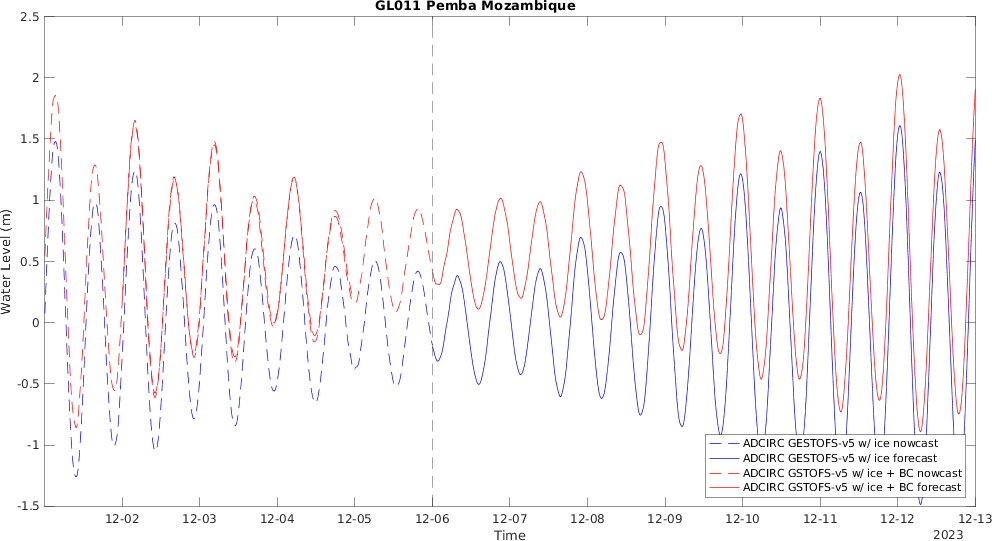 GL011 Pemba Mozambique
2.5
2
1.5
1
0.5
0
-0.5
-1
-1.5
Water Level (m)
12-02 12-03 12-04 12-05 12-06 12-07 12-08 12-09 12-10 12-11 12-12 12-13
Time
2023
ADCIRC GESTOFS-v5 w/ ice nowcast
ADCIRC GESTOFS-v5 w/ ice forecast
ADCIRC GSTOFS-v5 w/ ice + BC nowcast
ADCIRC GSTOFS-v5 w/ ice + BC forecast